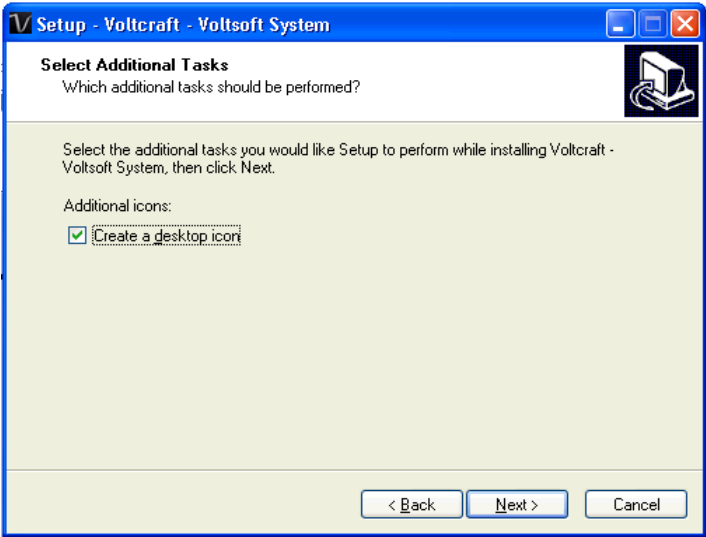 Setup - Voltcraft - Voltsoft System
Select Additional Tasks
Which additional tasks should be performed?
Select the additional tasks you would like Setup to perform while installing Voltcraft -
Voltsoft System, then click Next.
Additional icons:
Create a desktop icon
< Back
Next >
Cancel